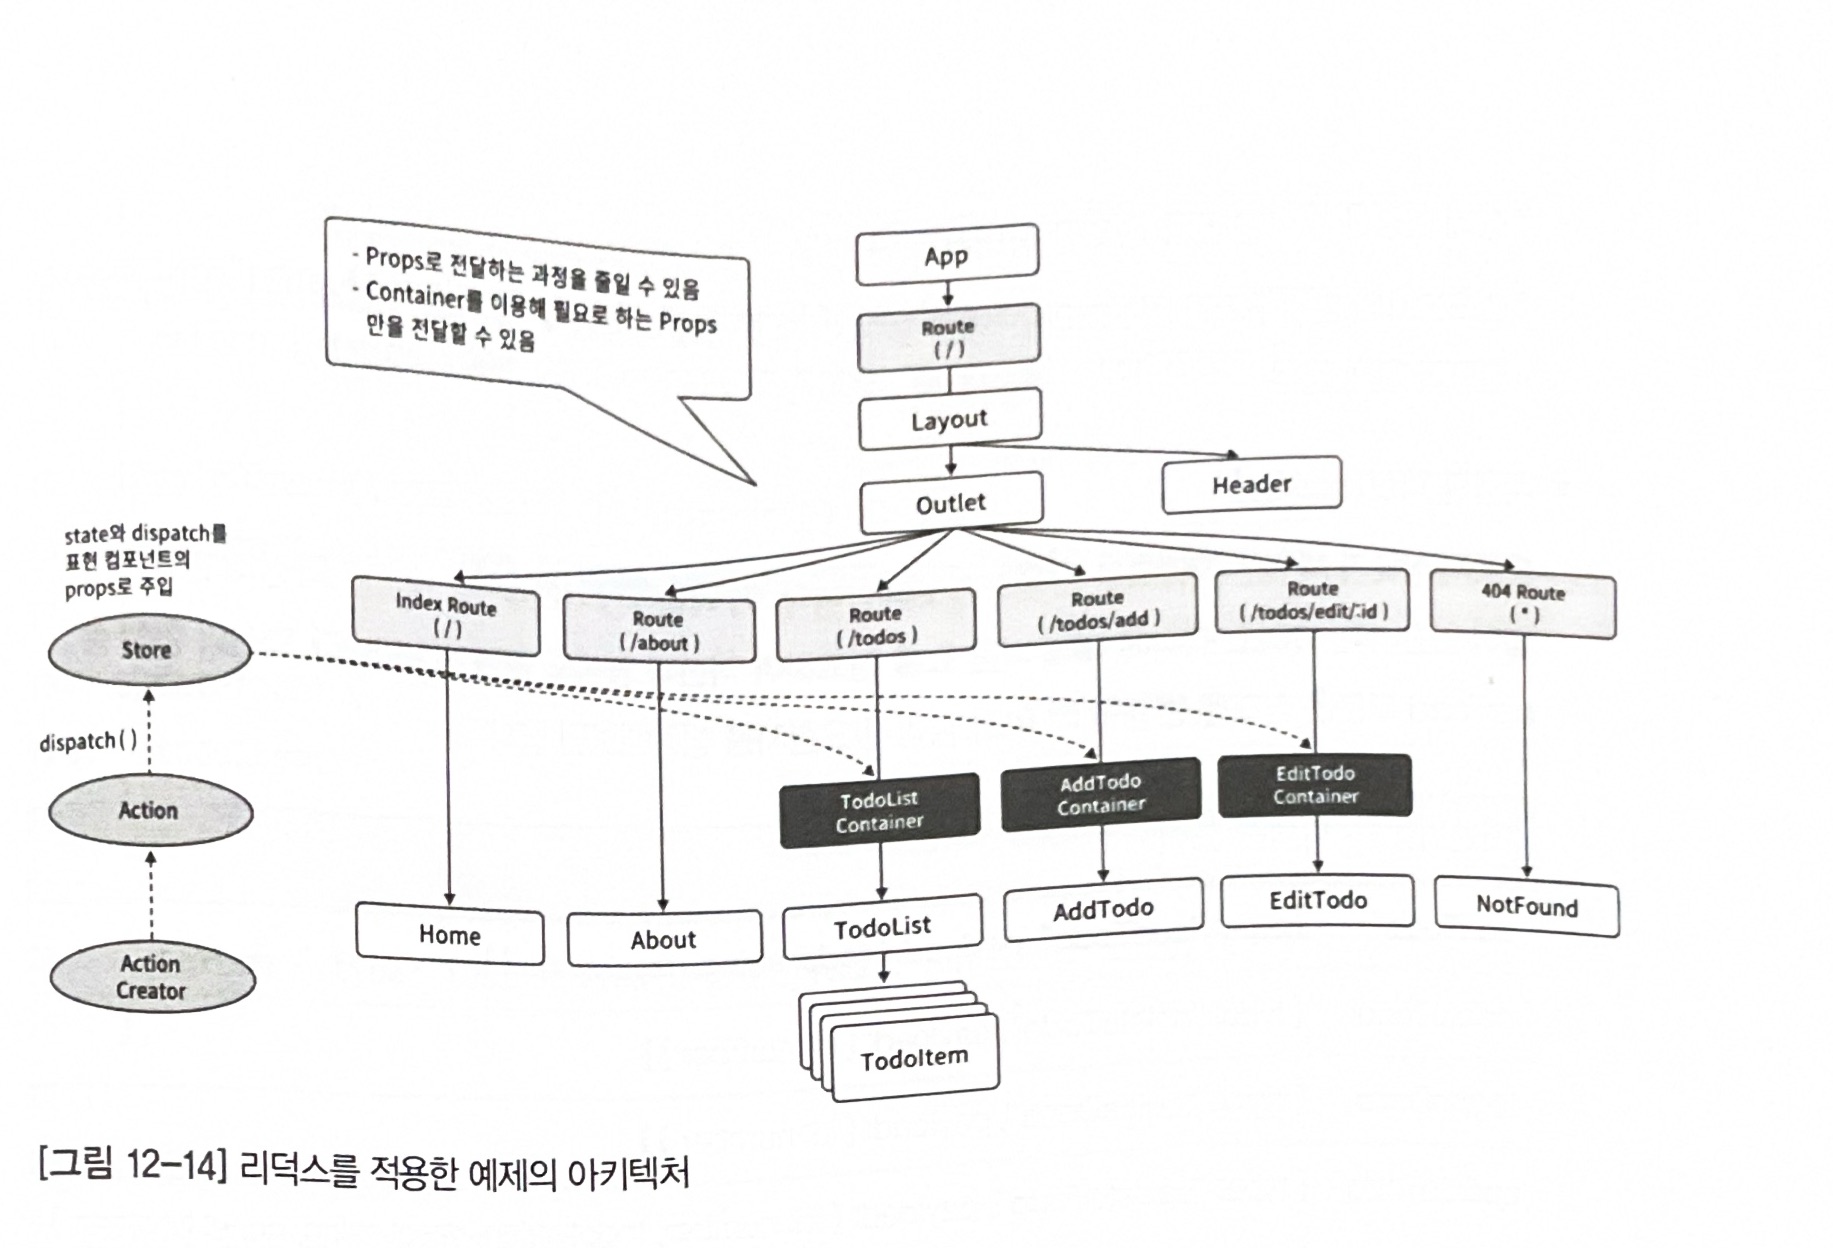 - Props로 전달하는 과정을 줄일 수 있음
- Container를 이용해 필요로 하는 Props
만을 전달할 수 있음
App
Route
( / )
Layout
Outlet
Header
state와 dispatch를
표현 컴포넌트의
props로 주입
Store
dispatch( )
Action
Action
Creator
Index Route
( / )
Route
( /about )
Route
( /todos )
Route
( /todos/add )
Route
( /todos/edit/:id )
404 Route
( * )
TodoList
Container
AddTodo
Container
EditTodo
Container
Home
About
TodoList
AddTodo
EditTodo
NotFound
TodoItem
[그림 12-14] 리덕스를 적용한 예제의 아키텍처